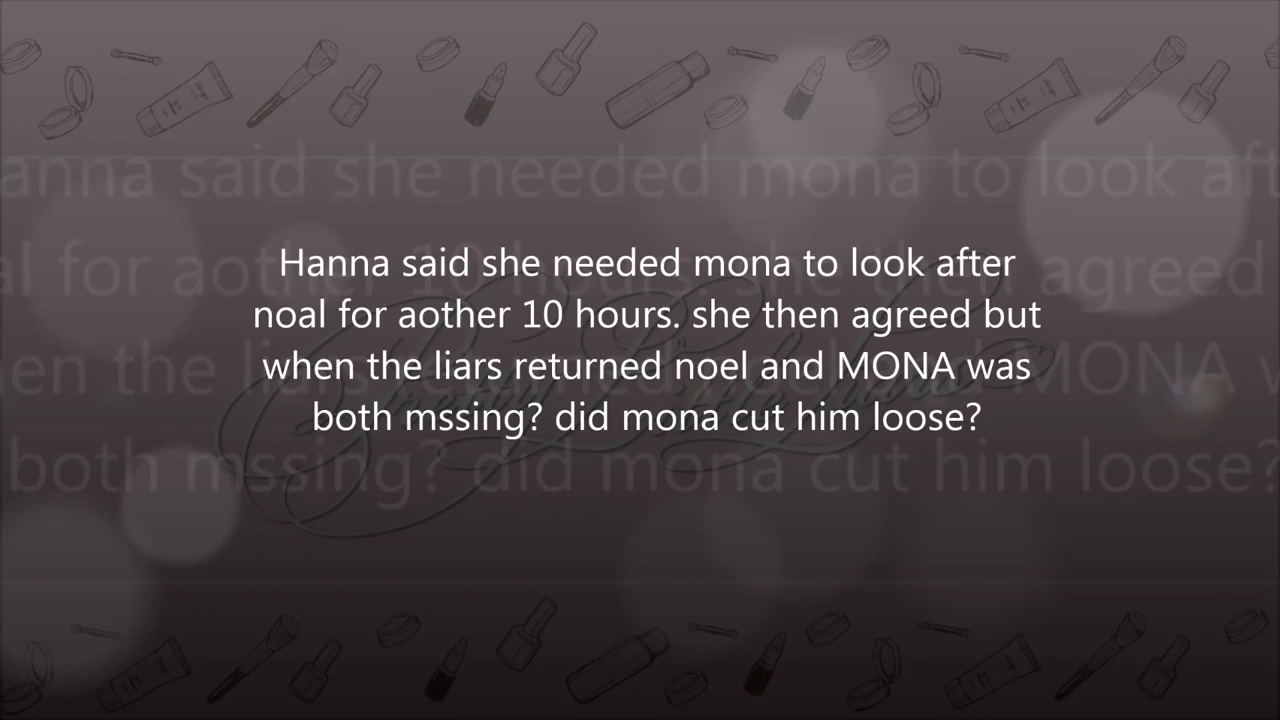 Hanna said she needed mona to look after
noal for aother 10 hours. she then agreed but
when the liars returned noel and MONA was
both mssing? did mona cut him loose?